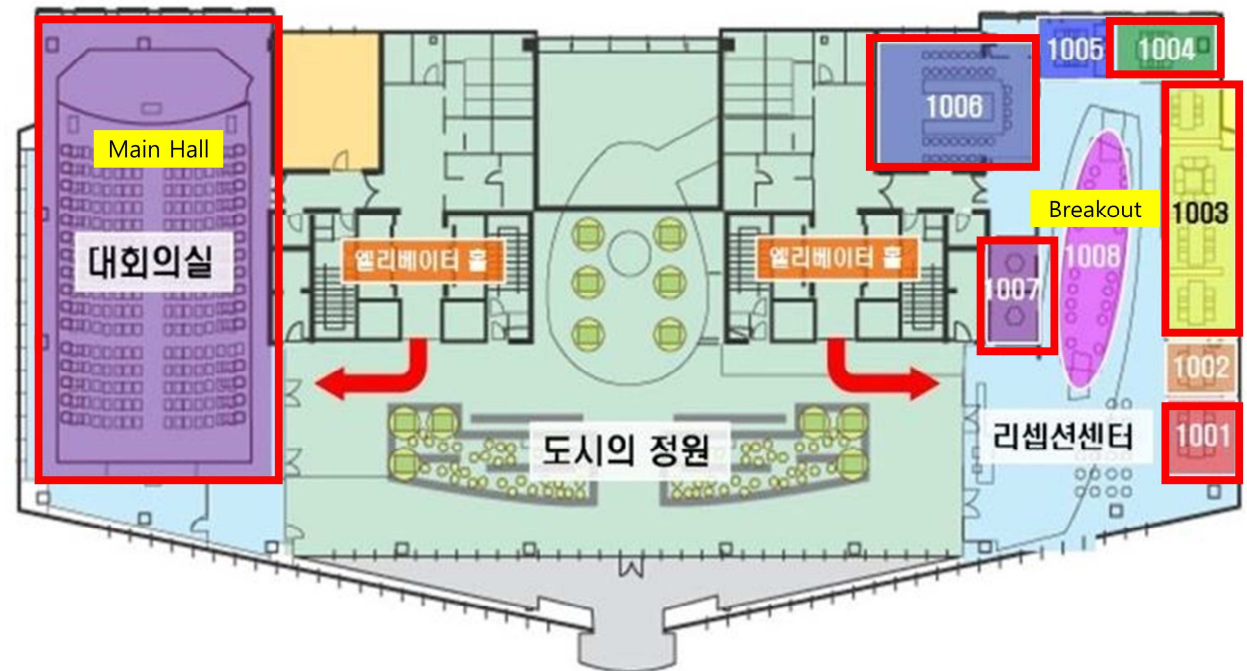 Main Hall
대회의실
엘리베이터 홀
엘리베이터 홀
도시의 정원
리셉션센터
Breakout
1005
1004
1006
1003
1008
1007
1002
1001